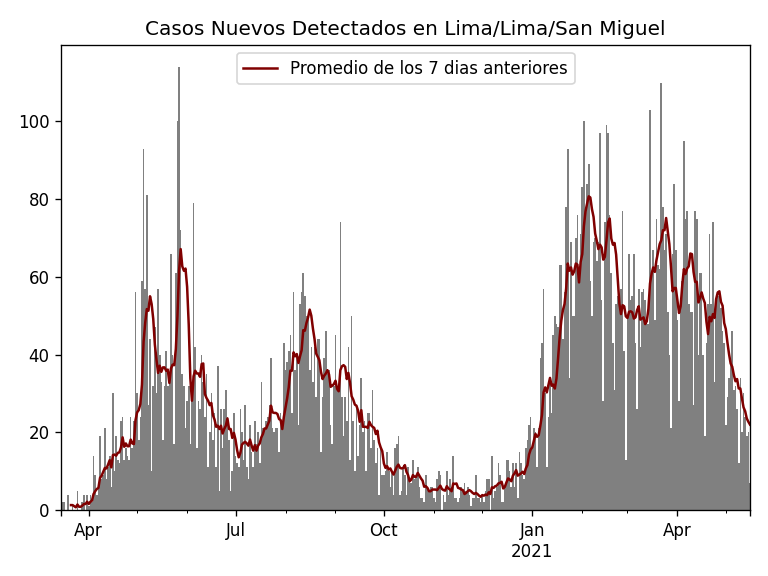 Casos Nuevos Detectados en Lima/Lima/San Miguel
Promedio de los 7 dias anteriores
100
80
60
40
20
0
Apr Jul Oct Jan Apr
2021